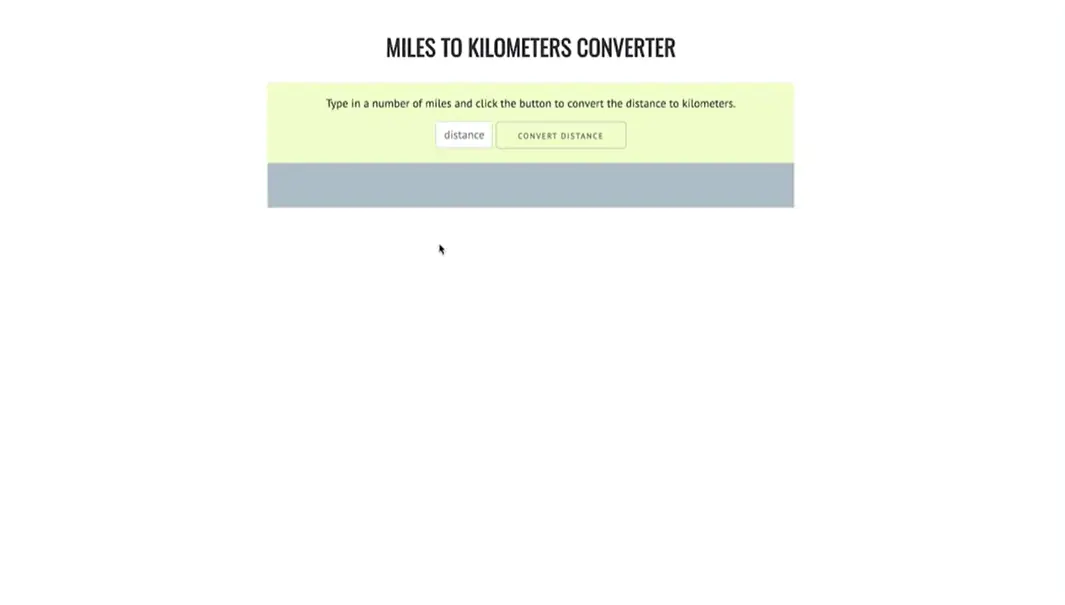 MILES TO KILOMETERS CONVERTER
Type in a number of miles and click the button to convert the distance to kilometers.
distance CONVERT DISTANCE